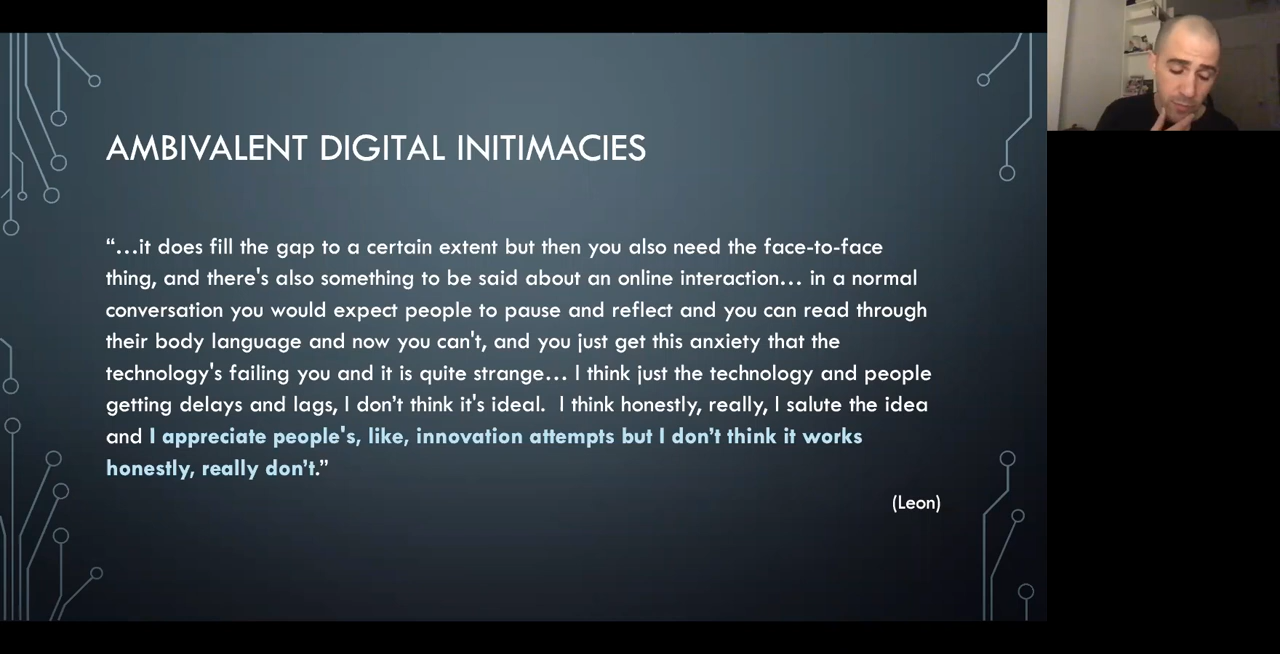 AMBIVALENT DIGITAL INITIMACIES
“…it does fill the gap to a certain extent but then you also need the face-to-face
thing, and there's also something to be said about an online interaction… in a normal
conversation you would expect people to pause and reflect and you can read through
their body language and now you can't, and you just get this anxiety that the
technology's failing you and it is quite strange… I think just the technology and people
getting delays and lags, I don’t think it's ideal.  I think honestly, really, I salute the idea
and I appreciate people's, like, innovation attempts but I don’t think it works
honestly, really don’t.”
(Leon)